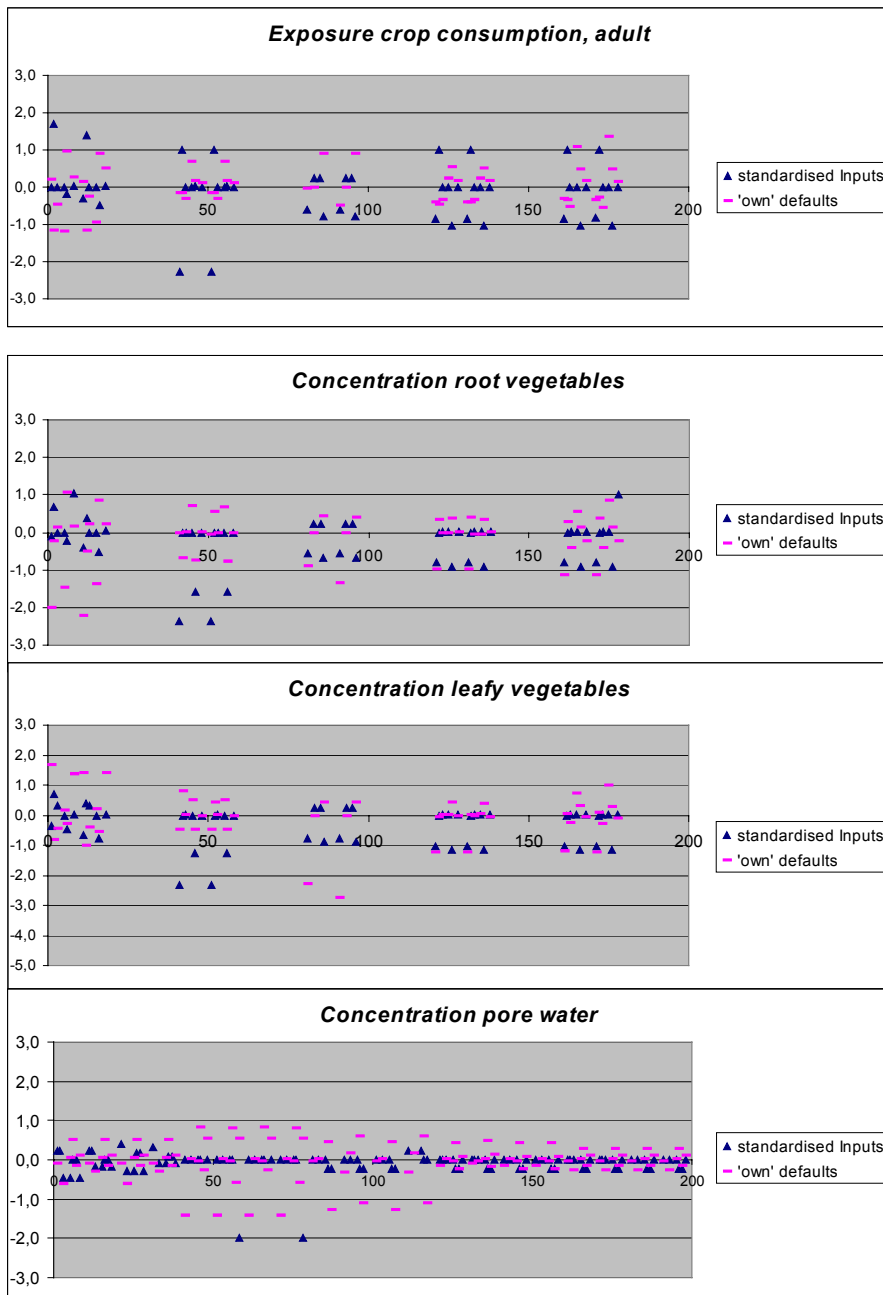 Exposure crop consumption, adult
3,0
2,0
1,0
0,0
-1,0
-2,0
-3,0
0 50 100 150 200
standardised Inputs
'own' defaults
Concentration root vegetables
3,0
2,0
1,0
0,0
-1,0
-2,0
-3,0
0 50 100 150 200
standardised Inputs
'own' defaults
Concentration leafy vegetables
3,0
2,0
1,0
0,0
-1,0
-2,0
-3,0
-4,0
-5,0
0 50 100 150 200
standardised Inputs
'own' defaults
Concentration pore water
3,0
2,0
1,0
0,0
-1,0
-2,0
-3,0
0 50 100 150 200
standardised Inputs
'own' defaults